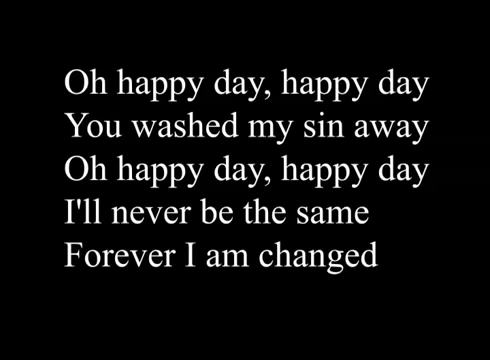 Oh happy day, happy day
You washed my sin away
Oh happy day, happy day
I'll never be the same
Forever I am changed